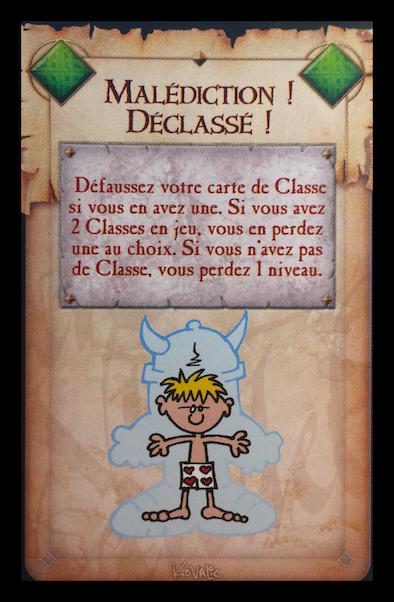 Malédiction !
Déclassé !
Défaussez votre carte de Classe
si vous en avez une. Si vous avez
2 Classes en jeu, vous en perdez
une au choix. Si vous n'avez pas
de Classe, vous perdez 1 niveau.
Kovalic